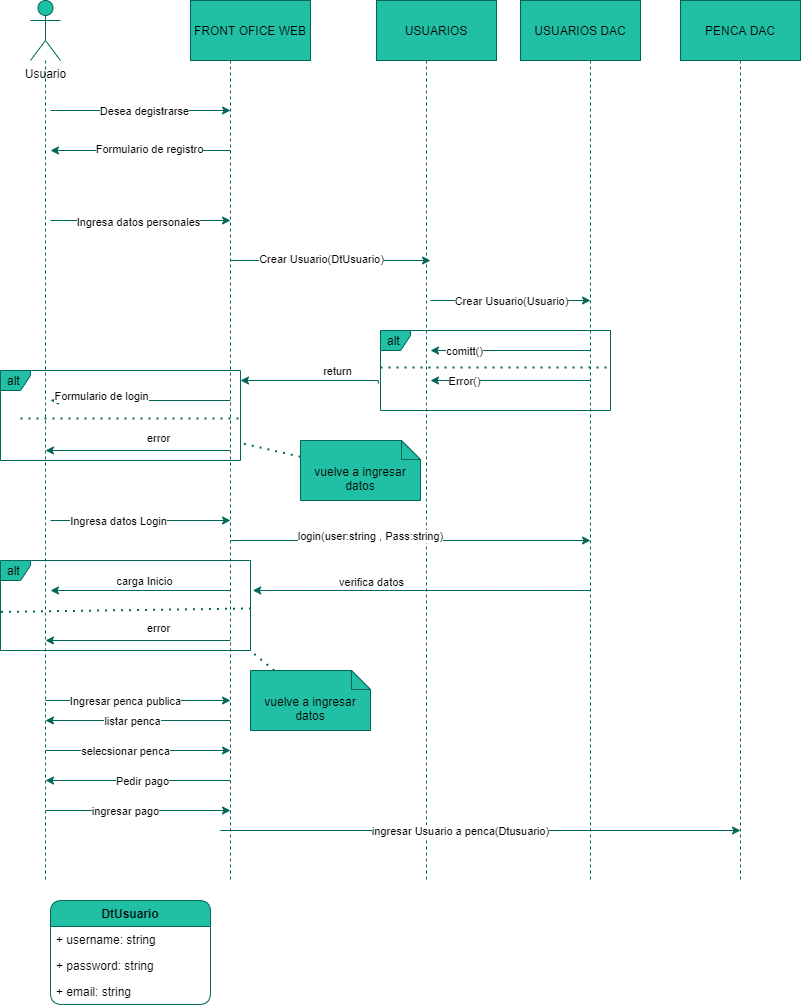 FRONT OFICE WEB
USUARIOS
USUARIOS DAC
PENCA DAC
Usuario
Desea degistrarse
Formulario de registro
Ingresa datos personales
Crear Usuario(DtUsuario)
Crear Usuario(Usuario)
alt
comitt()
Error()
return
alt
Formulario de login
error
vuelve a ingresar
datos
Ingresa datos Login
login(user:string , Pass:string)
alt
carga Inicio
verifica datos
error
vuelve a ingresar
datos
Ingresar penca publica
listar penca
selecsionar penca
Pedir pago
ingresar pago
ingresar Usuario a penca(Dtusuario)
DtUsuario
+ username: string
+ password: string
+ email: string